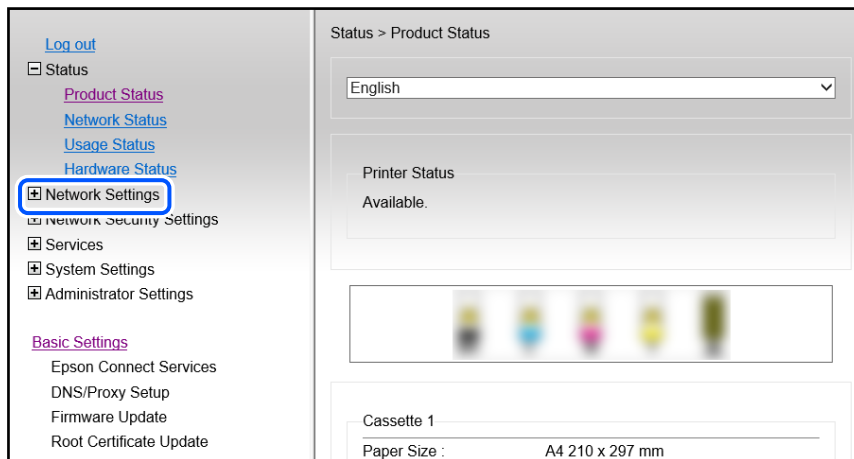 Log out
Status
Product Status
Network Status
Usage Status
Hardware Status
Network Settings
Network Security Settings
Services
System Settings
Administrator Settings
Basic Settings
Epson Connect Services
DNS/Proxy Setup
Firmware Update
Root Certificate Update
Status > Product Status
English
Printer Status
Available.
Cassette 1
Paper Size : A4 210 x 297 mm